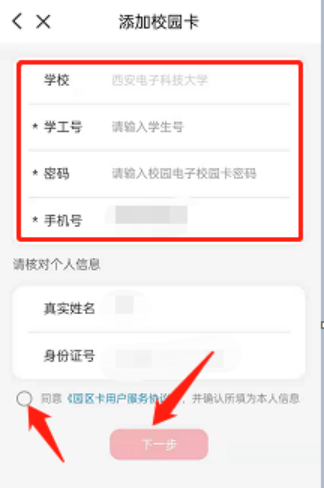 添加校园卡
学校 西安电子科技大学
* 学工号 请输入学生号
* 密码 请输入校园电子校园卡密码
* 手机号
请核对个人信息
真实姓名
身份证号
同意《园区卡用户服务协议》，并确认所填为本人信息
下一步